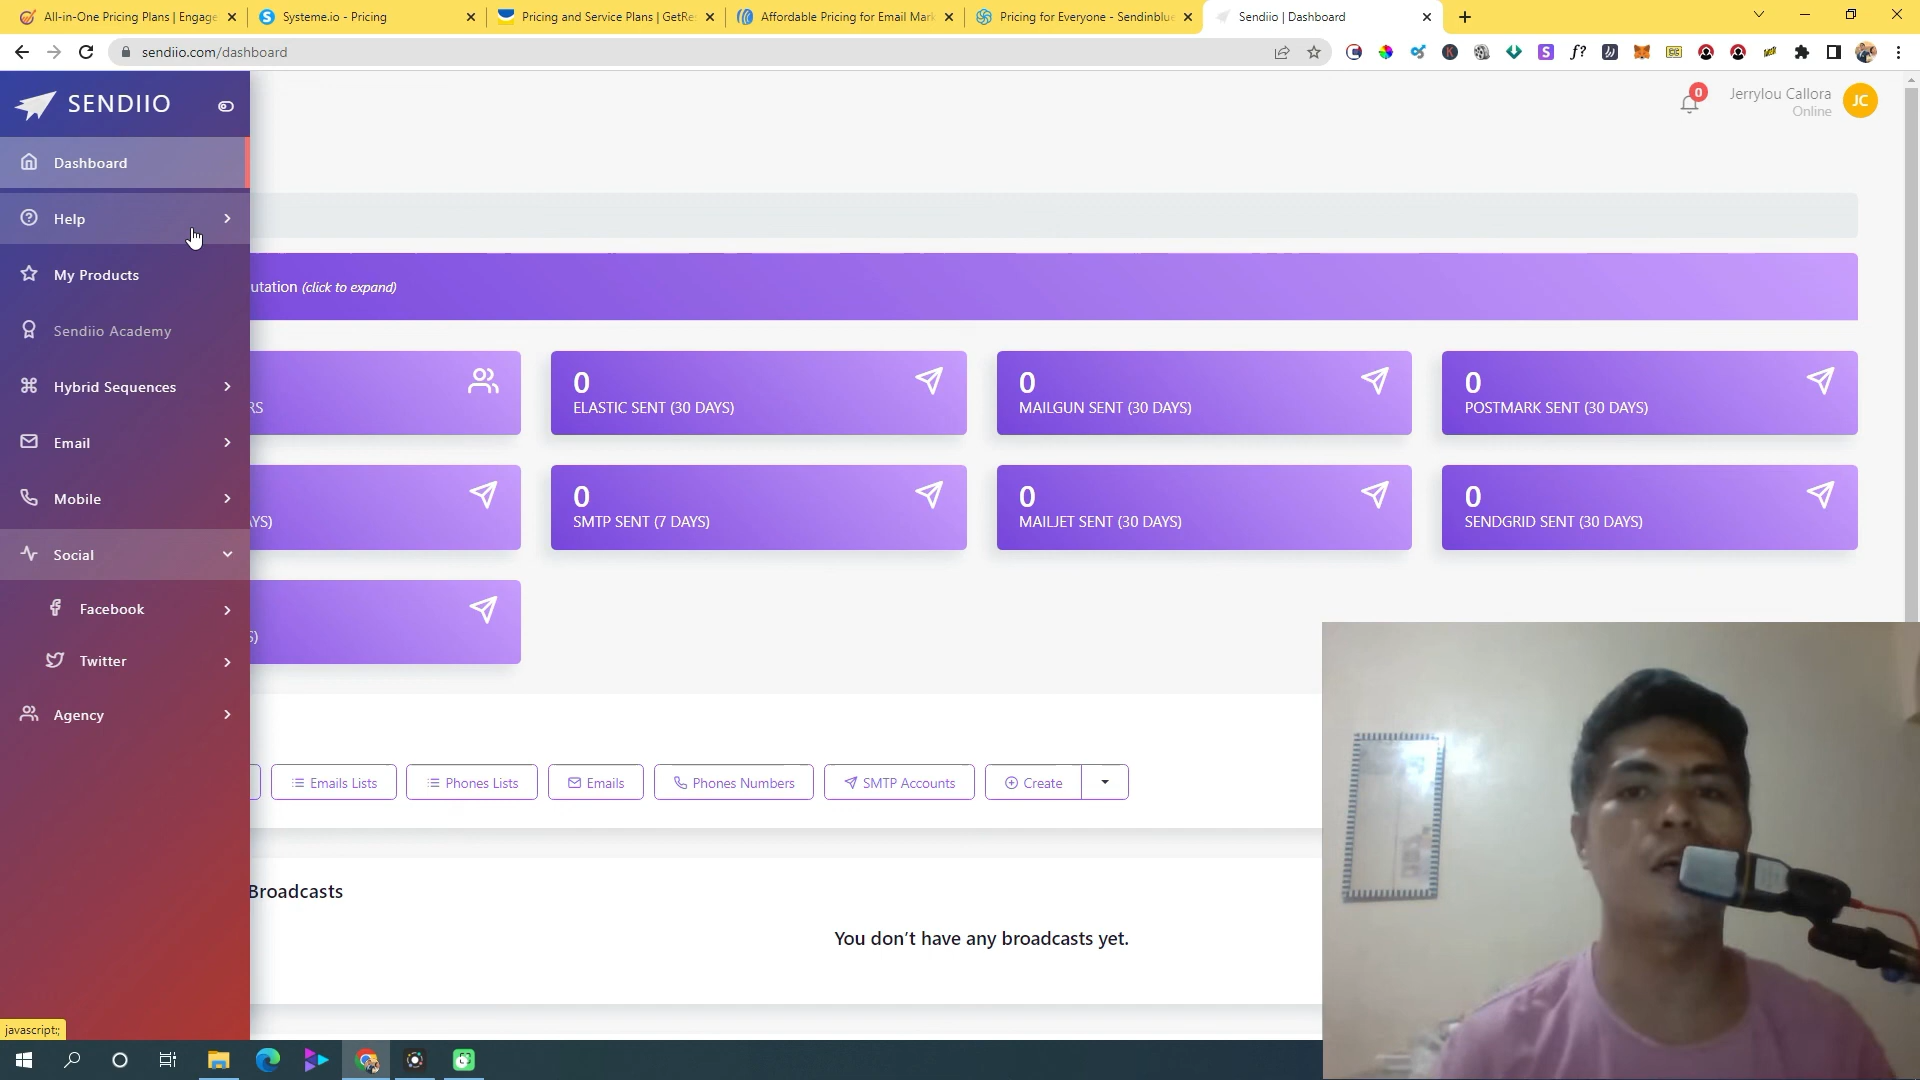 All-in-One Pricing Plans | Engage
Systeme.io - Pricing
Pricing and Service Plans | GetRe
Affordable Pricing for Email Mark
Pricing for Everyone - Sendinblue
Sendiio | Dashboard
sendiio.com/dashboard
SENDIIO
0
Jerrylou Callora
Online
JC
Dashboard
Help
My Products
Sendiio Academy
Hybrid Sequences
Email
Mobile
Social
Facebook
Twitter
Agency
utation (click to expand)
RS
0
ELASTIC SENT (30 DAYS)
0
MAILGUN SENT (30 DAYS)
0
POSTMARK SENT (30 DAYS)
AYS)
0
SMTP SENT (7 DAYS)
0
MAILJET SENT (30 DAYS)
0
SENDGRID SENT (30 DAYS)
S)
Emails Lists
Phones Lists
Emails
Phones Numbers
SMTP Accounts
Create
Broadcasts
You don't have any broadcasts yet.
javascript:;